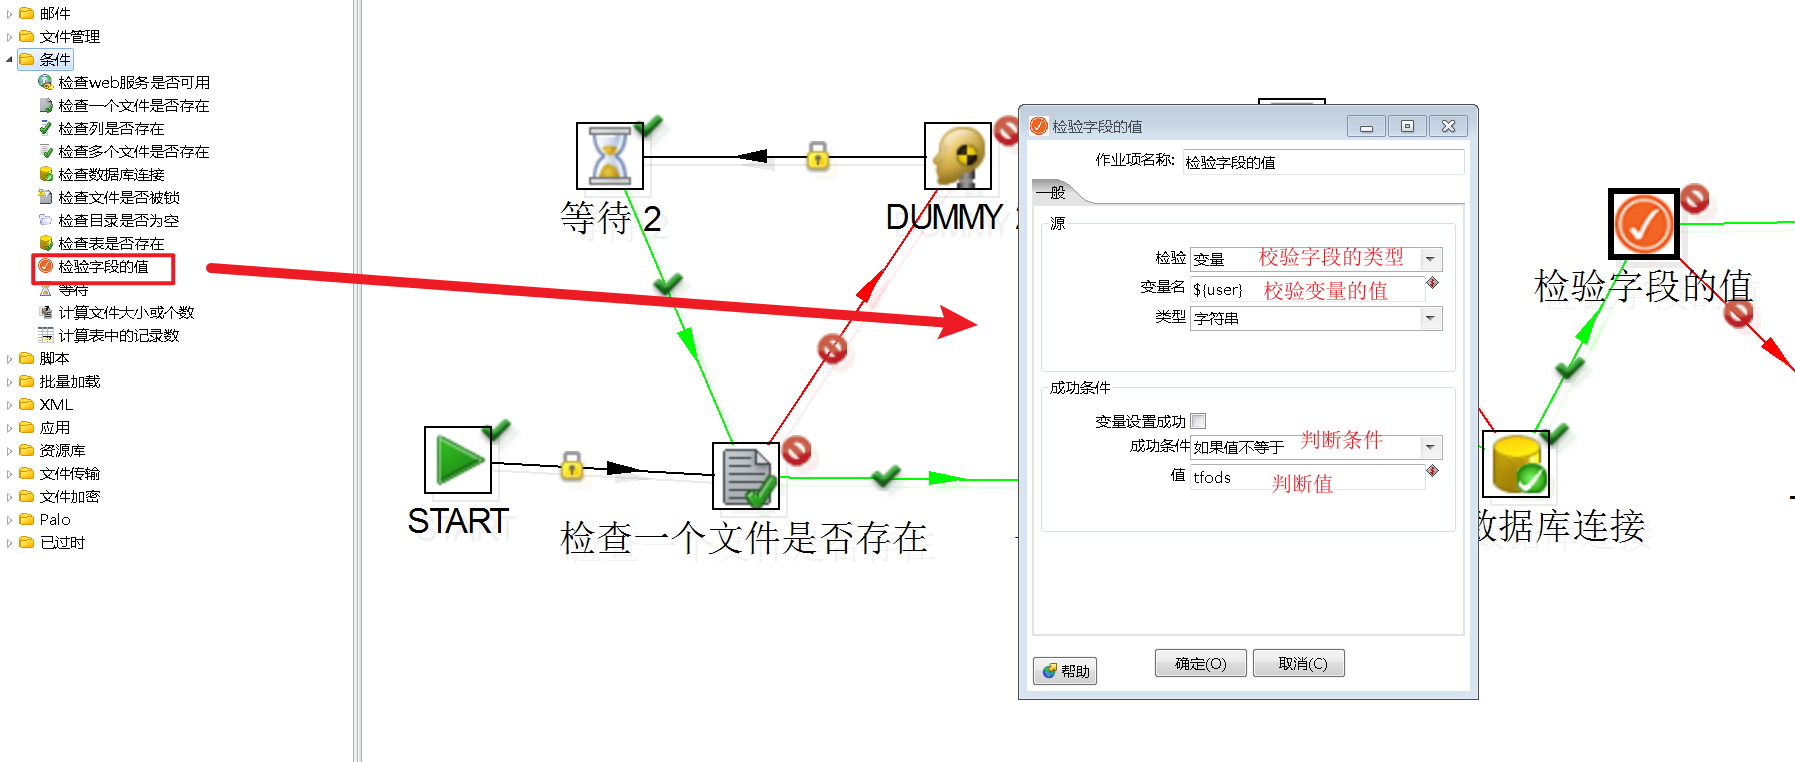 邮件
文件管理
条件
检查web服务是否可用
检查一个文件是否存在
检查列是否存在
检查多个文件是否存在
检查数据库连接
检查文件是否被锁
检查目录是否为空
检查表是否存在
检验字段的值
等待
计算文件大小或个数
计算表中的记录数
脚本
批量加载
XML
应用
资源库
文件传输
文件加密
Palo
已过时
等待 2
DUMMY
START
检查一个文件是否存在
检验字段的值
作业项名称: 检验字段的值
一般
源
检验 变量 校验字段的类型
变量名 ${user} 校验变量的值
类型 字符串
成功条件
变量设置成功
成功条件 如果值不等于 判断条件
值 tfods 判断值
帮助
确定(O)
取消(C)
检验字段的值
数据库连接